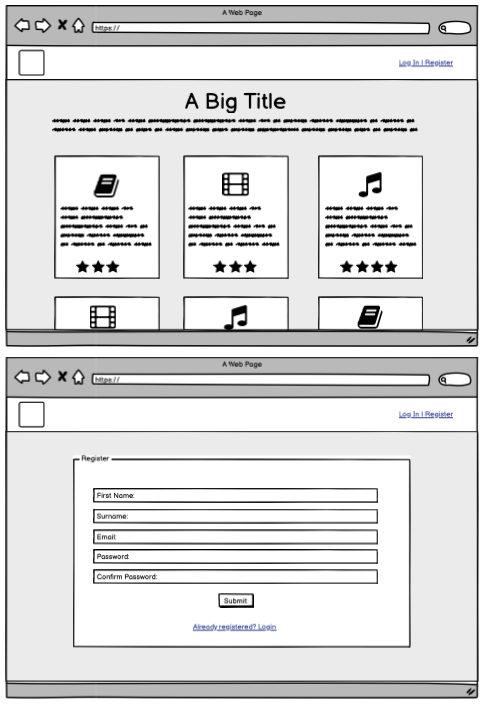 A Web Page
https://
Log In | Register
A Big Title
A Web Page
https://
Log In | Register
Register
First Name:
Surname:
Email:
Password:
Confirm Password:
Submit
Already registered? Login